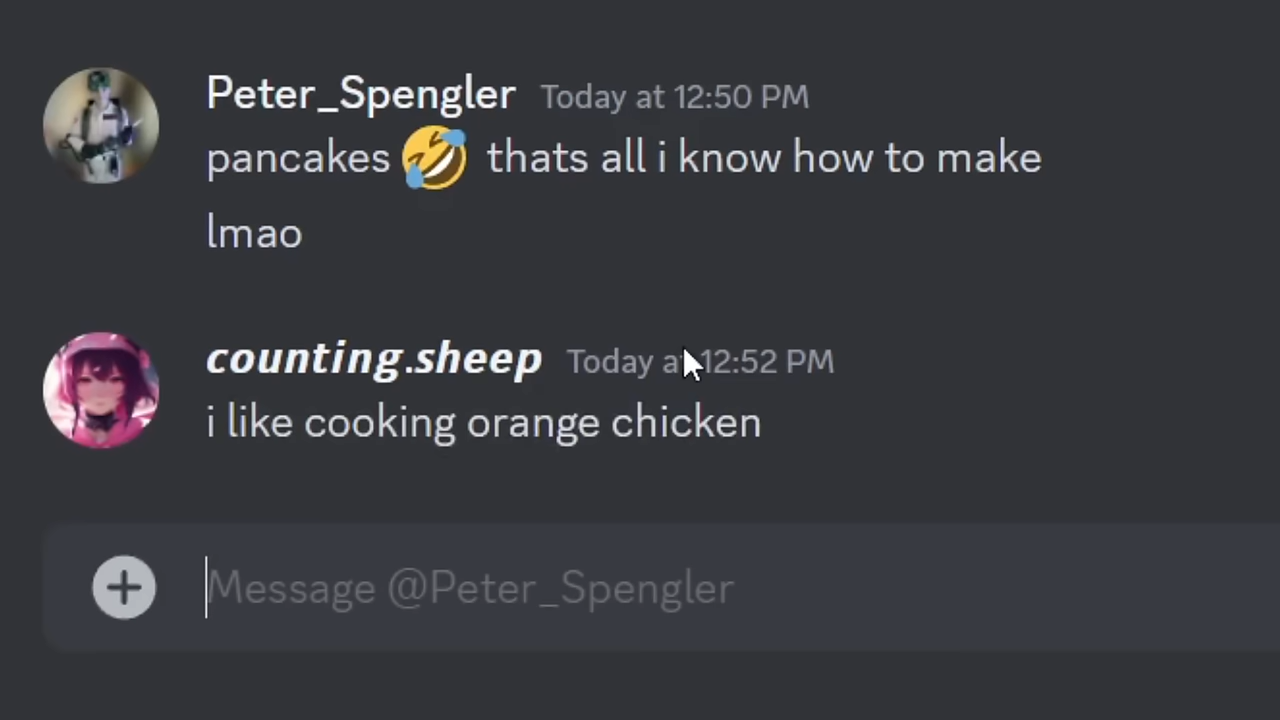 Peter_Spengler Today at 12:50 PM
pancakes 🤣 thats all i know how to make
lmao
counting.sheep Today at 12:52 PM
i like cooking orange chicken
Message @Peter_Spengler